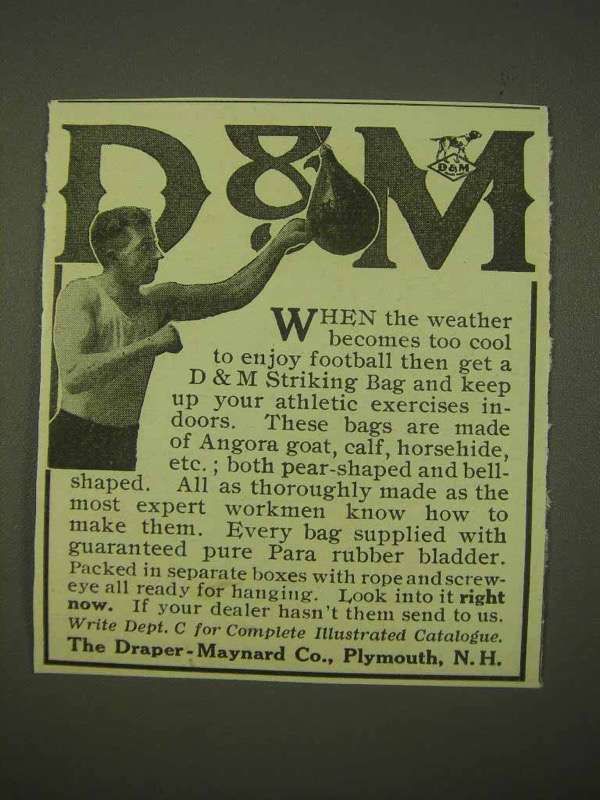 D & M
D & M
WHEN the weather
becomes too cool
to enjoy football then get a
D & M Striking Bag and keep
up your athletic exercises in-
doors. These bags are made
of Angora goat, calf, horsehide,
etc.; both pear-shaped and bell-
shaped. All as thoroughly made as the
most expert workmen know how to
make them. Every bag supplied with
guaranteed pure Para rubber bladder.
Packed in separate boxes with rope and screw-
eye all ready for hanging. Look into it right
now. If your dealer hasn't them send to us.
Write Dept. C for Complete Illustrated Catalogue.
The Draper-Maynard Co., Plymouth, N. H.